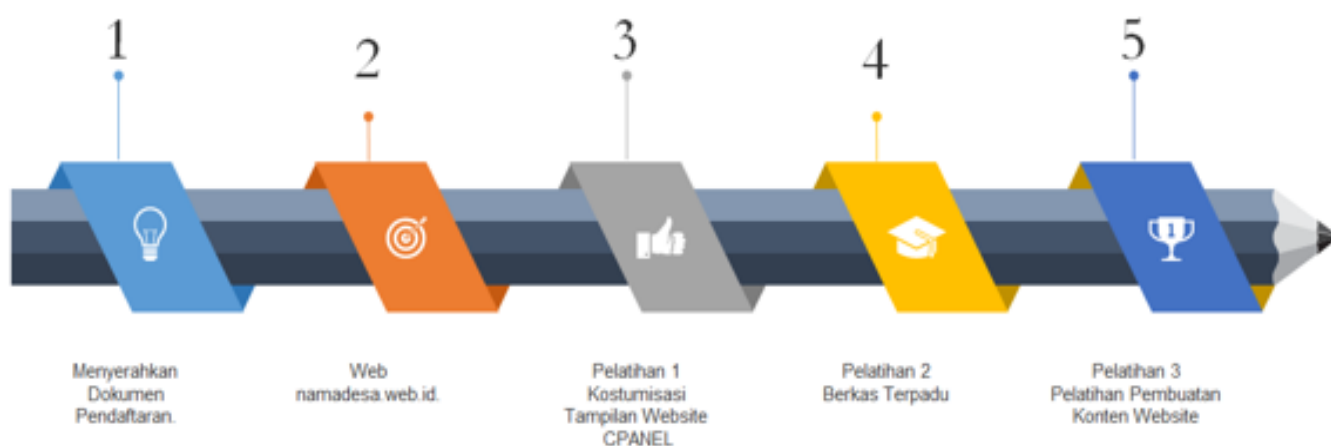 1
2
3
4
5
1
Menyerahkan
Dokumen
Pendaftaran.
Web
namadesa.web.id.
Pelatihan 1
Kostumisasi
Tampilan Website
CPANEL
Pelatihan 2
Berkas Terpadu
Pelatihan 3
Pelatihan Pembuatan
Konten Website